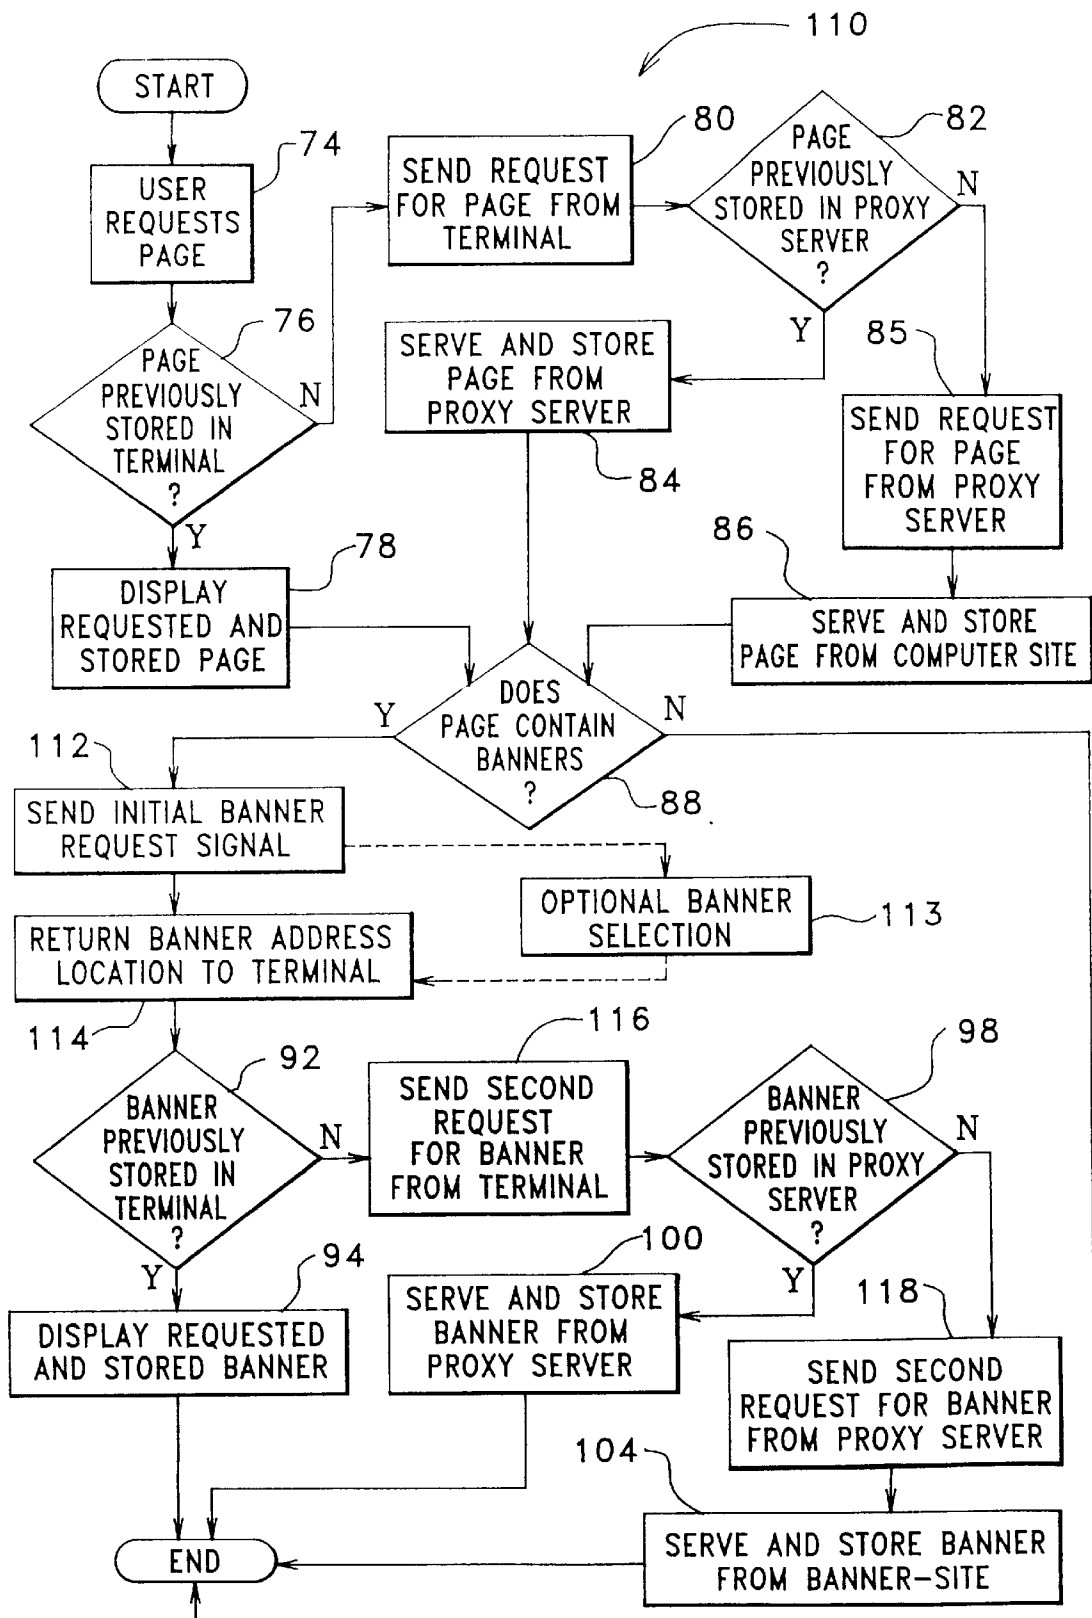 110
START
74
USER
REQUESTS
PAGE
76
PAGE
PREVIOUSLY
STORED IN
TERMINAL
?
N
Y
78
DISPLAY
REQUESTED AND
STORED PAGE
80
SEND REQUEST
FOR PAGE FROM
TERMINAL
82
PAGE
PREVIOUSLY
STORED IN PROXY
SERVER
?
N
Y
SERVE AND STORE
PAGE FROM
PROXY SERVER
84
85
SEND REQUEST
FOR PAGE
FROM PROXY
SERVER
86
SERVE AND STORE
PAGE FROM COMPUTER SITE
DOES
PAGE CONTAIN
BANNERS
?
Y
N
88
112
SEND INITIAL BANNER
REQUEST SIGNAL
OPTIONAL BANNER
SELECTION
113
RETURN BANNER ADDRESS
LOCATION TO TERMINAL
114
92
BANNER
PREVIOUSLY
STORED IN
TERMINAL
?
N
Y
94
DISPLAY REQUESTED
AND STORED BANNER
116
SEND SECOND
REQUEST
FOR BANNER
FROM TERMINAL
98
BANNER
PREVIOUSLY
STORED IN PROXY
SERVER
?
N
Y
100
SERVE AND STORE
BANNER FROM
PROXY SERVER
118
SEND SECOND
REQUEST FOR BANNER
FROM PROXY SERVER
104
SERVE AND STORE BANNER
FROM BANNER-SITE
END